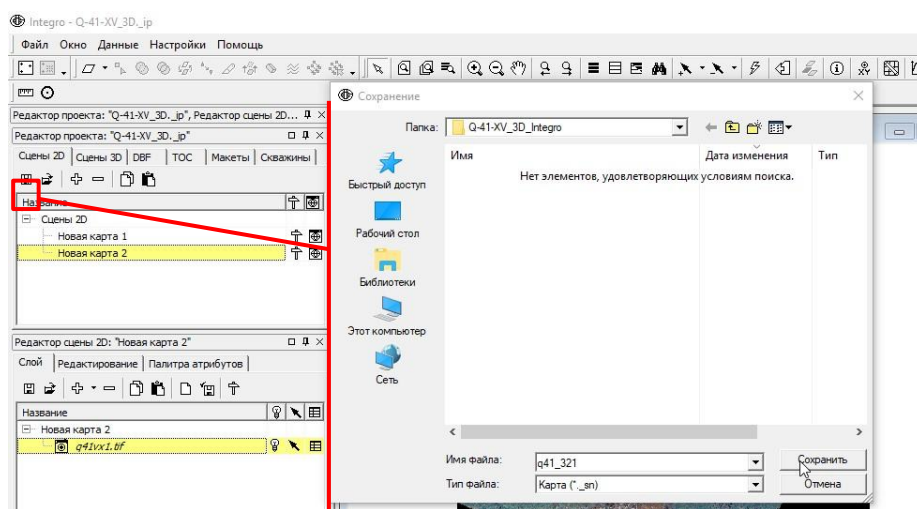 Integro - Q-41-XV_3D._ip
Файл Окно Данные Настройки Помощь
Редактор проекта: "Q-41-XV_3D._ip", Редактор сцены 2D...
Редактор проекта: "Q-41-XV_3D._ip"
Сцены 2D Сцены 3D DBF TOC Макеты Скважины
Название
Сцены 2D
Новая карта 1
Новая карта 2
Редактор сцены 2D: "Новая карта 2"
Слой Редактирование Палитра атрибутов
Название
Новая карта 2
q41vx1.tif
Сохранение
Папка: Q-41-XV_3D_Integro
Быстрый доступ
Рабочий стол
Библиотеки
Этот компьютер
Сеть
Имя Дата изменения Тип
Нет элементов, удовлетворяющих условиям поиска.
Имя файла: q41_321 Сохранить
Тип файла: Карта (*._sn) Отмена